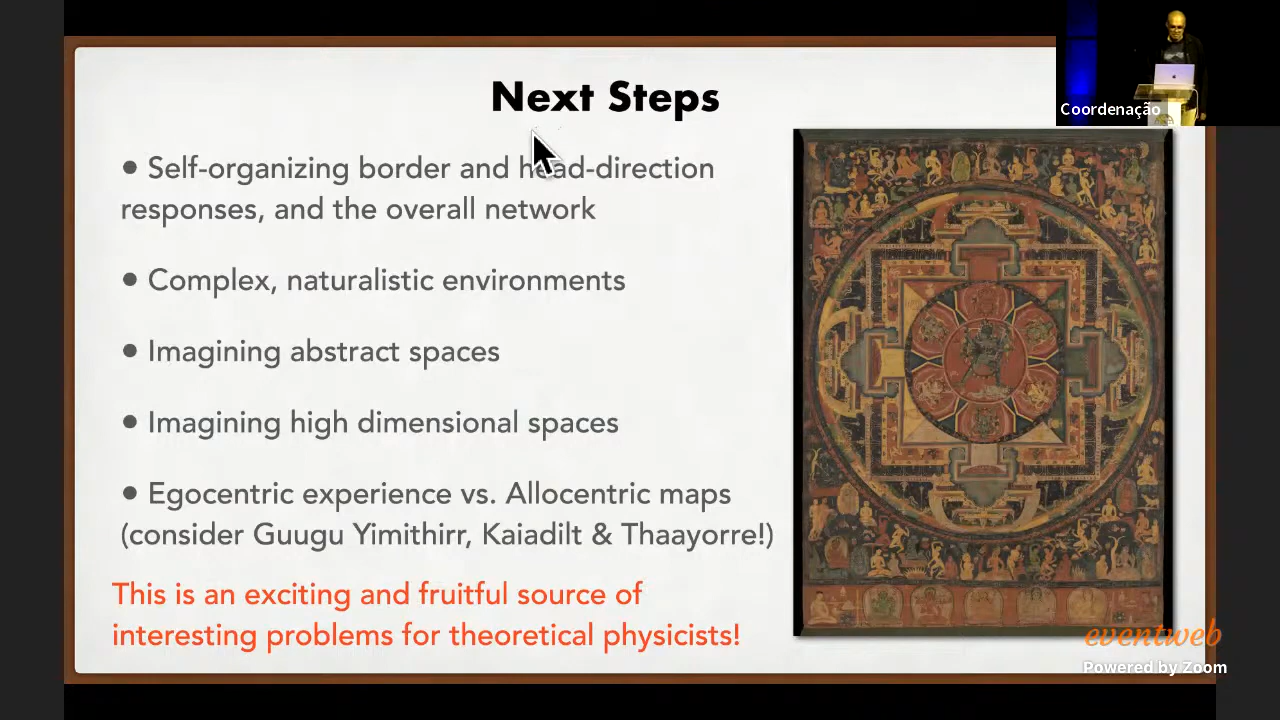 Next Steps
Coordenação
• Self-organizing border and head-direction
responses, and the overall network
• Complex, naturalistic environments
• Imagining abstract spaces
• Imagining high dimensional spaces
• Egocentric experience vs. Allocentric maps
(consider Guugu Yimithirr, Kaiadilt & Thaayorre!)
This is an exciting and fruitful source of
interesting problems for theoretical physicists!
eventweb
Powered by Zoom